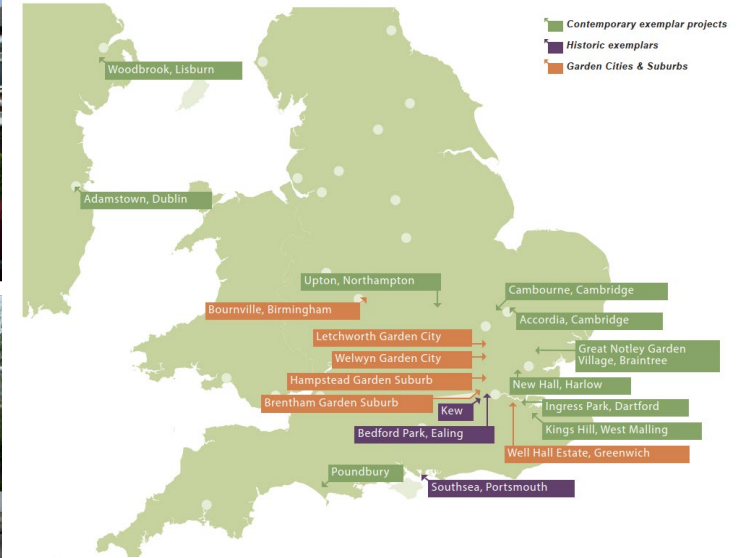 Contemporary exemplar projects
Historic exemplars
Garden Cities & Suburbs
Woodbrook, Lisburn
Adamstown, Dublin
Upton, Northampton
Cambourne, Cambridge
Bournville, Birmingham
Accordia, Cambridge
Letchworth Garden City
Great Notley Garden
Village, Braintree
Welwyn Garden City
Hampstead Garden Suburb
New Hall, Harlow
Brentham Garden Suburb
Kew
Ingress Park, Dartford
Bedford Park, Ealing
Kings Hill, West Malling
Well Hall Estate, Greenwich
Poundbury
Southsea, Portsmouth